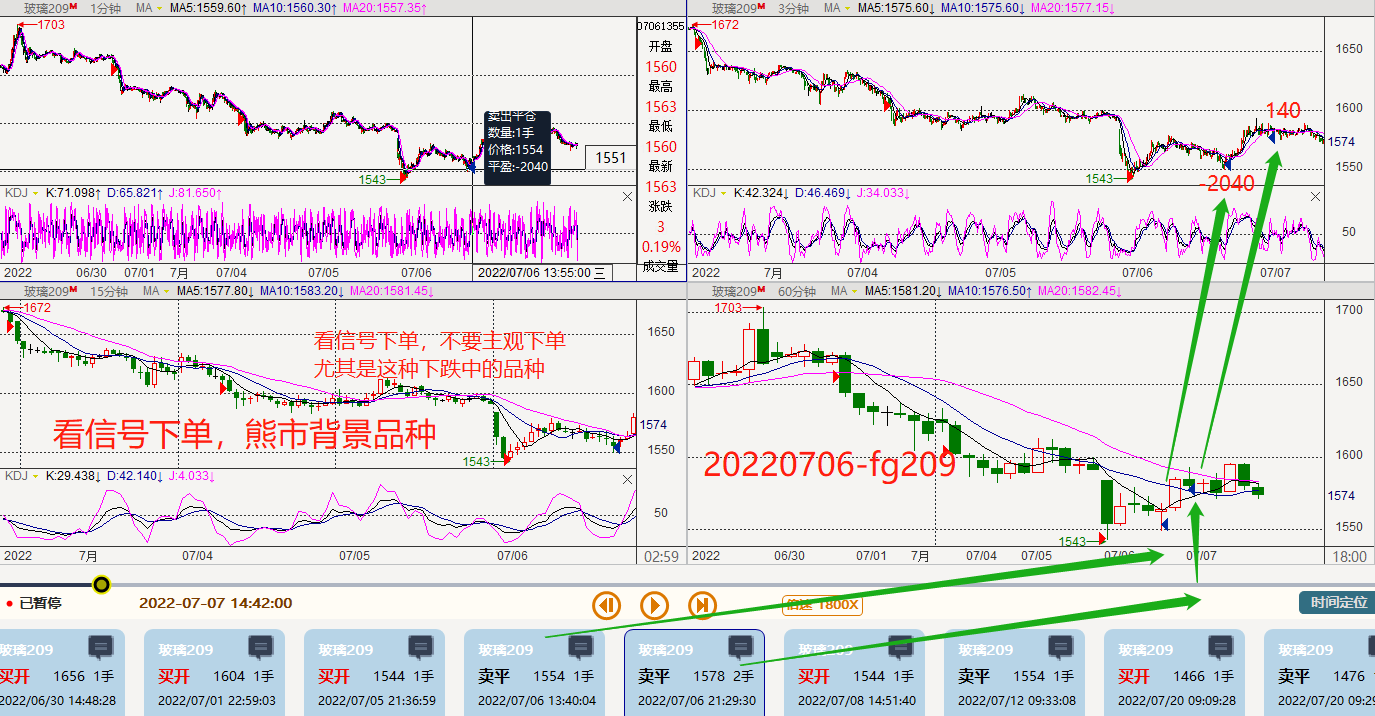 玻璃209M 1分钟 MA MA5:1559.60↑ MA10:1560.30↑ MA20:1557.35↑
1703
卖出平仓
数量:1手
价格:1554
平盈:-2040
1551
1543
07061355
开盘
1560
最高
1563
最低
1560
最新
1563
涨跌
3
0.19%
成交量
KDJ K:71.098↑ D:65.821↑ J:81.650↑
2022 06/30 07/01 7月 07/04 07/05 07/06 2022/07/06 13:55:00 三
玻璃209M 3分钟 MA MA5:1575.60↓ MA10:1575.60↓ MA20:1577.15↓
1672
1650
140
1600
1574
1550
1543
-2040
KDJ K:42.324↓ D:46.469↓ J:34.033↓
50
2022 7月 07/04 07/05 07/06 07/07
玻璃209M 15分钟 MA MA5:1577.80↓ MA10:1583.20↓ MA20:1581.45↓
1672
看信号下单，不要主观下单
尤其是这种下跌中的品种
1650
1600
看信号下单，熊市背景品种
1574
1550
1543
KDJ K:29.438↓ D:42.140↓ J:4.033↓
50
2022 7月 07/04 07/05 07/06 02:59
玻璃209M 60分钟 MA MA5:1581.20↓ MA10:1576.50↑ MA20:1582.45↓
1703
1700
1650
20220706-fg209
1600
1574
1550
1543
2022 06/30 07/01 7月 07/04 07/05 07/06 07/07 18:00
已暂停 2022-07-07 14:42:00 倍速 1800X 时间定位
玻璃209
买开 1656 1手
2022/06/30 14:48:28
玻璃209
买开 1604 1手
2022/07/01 22:59:03
玻璃209
买开 1544 1手
2022/07/05 21:36:59
玻璃209
卖平 1554 1手
2022/07/06 13:40:04
玻璃209
卖平 1578 2手
2022/07/06 21:29:30
玻璃209
买开 1544 1手
2022/07/08 14:51:40
玻璃209
卖平 1554 1手
2022/07/12 09:33:08
玻璃209
买开 1466 1手
2022/07/20 09:09:28
玻璃209
卖平 1476
2022/07/20 09:29